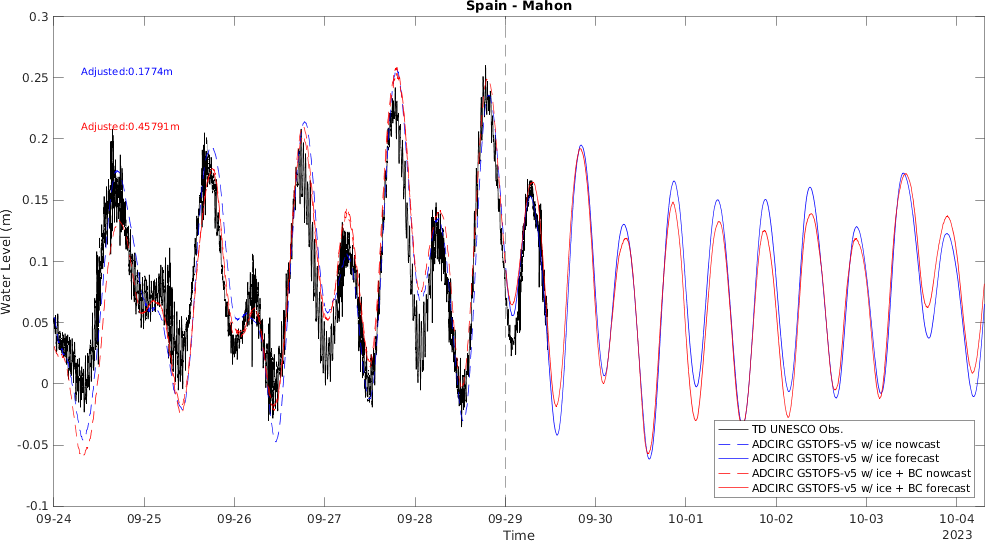 Spain - Mahon
0.3
0.25
0.2
0.15
0.1
0.05
0
-0.05
-0.1
Water Level (m)
Adjusted:0.1774m
Adjusted:0.45791m
TD UNESCO Obs.
ADCIRC GSTOFS-v5 w/ ice nowcast
ADCIRC GSTOFS-v5 w/ ice forecast
ADCIRC GSTOFS-v5 w/ ice + BC nowcast
ADCIRC GSTOFS-v5 w/ ice + BC forecast
09-24 09-25 09-26 09-27 09-28 09-29 09-30 10-01 10-02 10-03 10-04
Time
2023